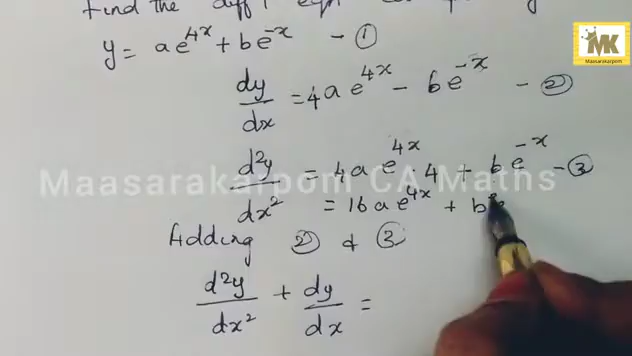 Find the diff'l eqn
y = ae^4x + be^-x - ①
MK
Maasarakarpom
dy/dx = 4ae^4x - be^-x - ②
d²y/dx² = 4ae^4x · 4 + be^-x - ③
Maasarakarpom CA Maths
= 16ae^4x + b
Adding ② & ③
d²y/dx² + dy/dx =